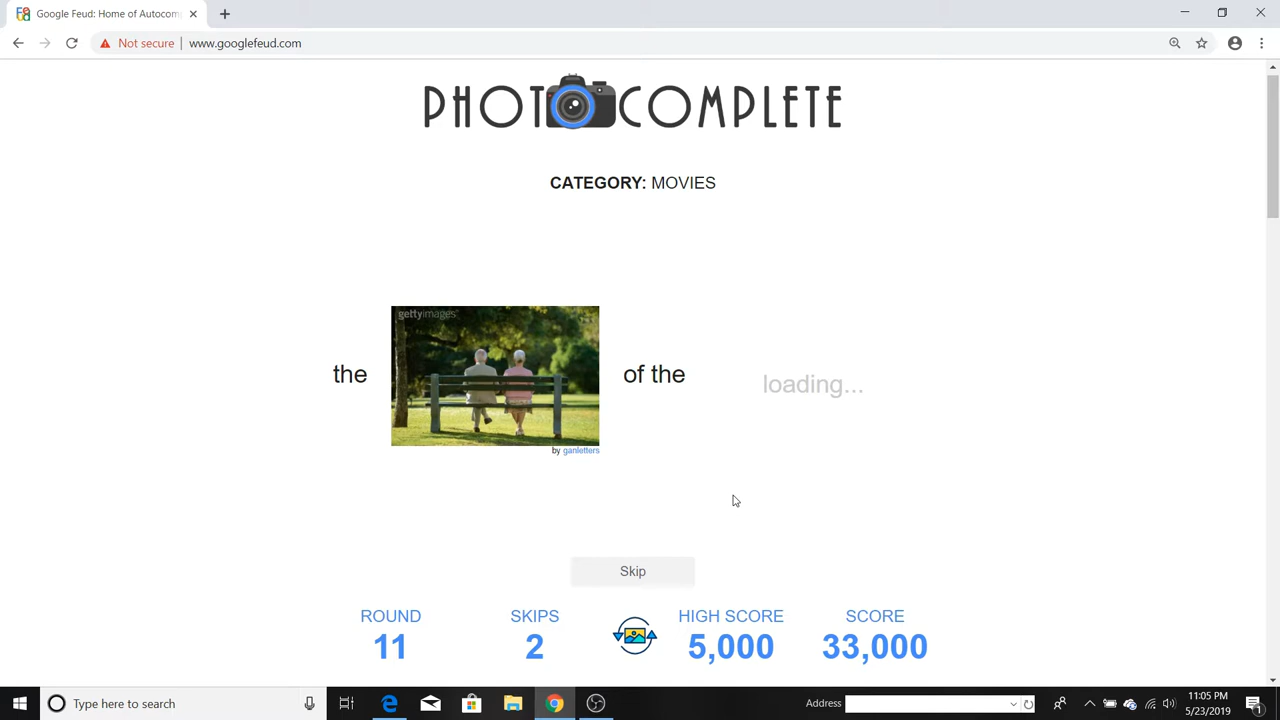 Google Feud: Home of Autocom
Not secure www.googlefeud.com
PHOTOCOMPLETE
CATEGORY: MOVIES
gettyimages
the of the loading...
by ganletters
Skip
ROUND SKIPS HIGH SCORE SCORE
11 2 5,000 33,000
Type here to search Address 11:05 PM
5/23/2019 1